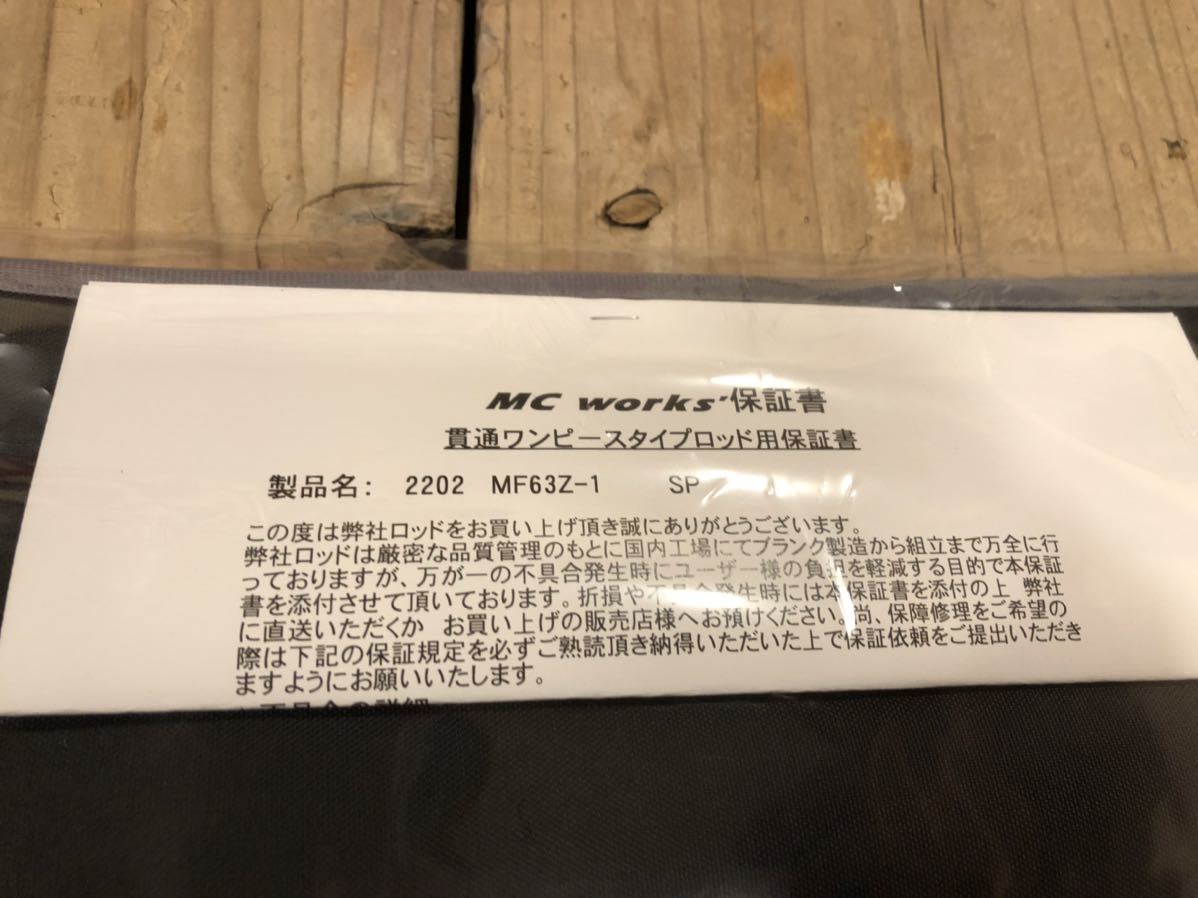 MC works'保証書
貫通ワンピースタイプロッド用保証書
製品名: 2202 MF63Z-1 SP
この度は弊社ロッドをお買い上げ頂き誠にありがとうございます。
弊社ロッドは厳密な品質管理のもとに国内工場にてブランク製造から組立まで万全に行
っておりますが、万が一の不具合発生時にユーザー様の負担を軽減する目的で本保証
書を添付させて頂いております。折損や不具合発生時には本保証書を添付の上 弊社
に直送いただくか お買い上げの販売店様へお預けください。尚、保障修理をご希望の
際は下記の保証規定を必ずご熟読頂き納得いただいた上で保証依頼をご提出いただき
ますようにお願いいたします。